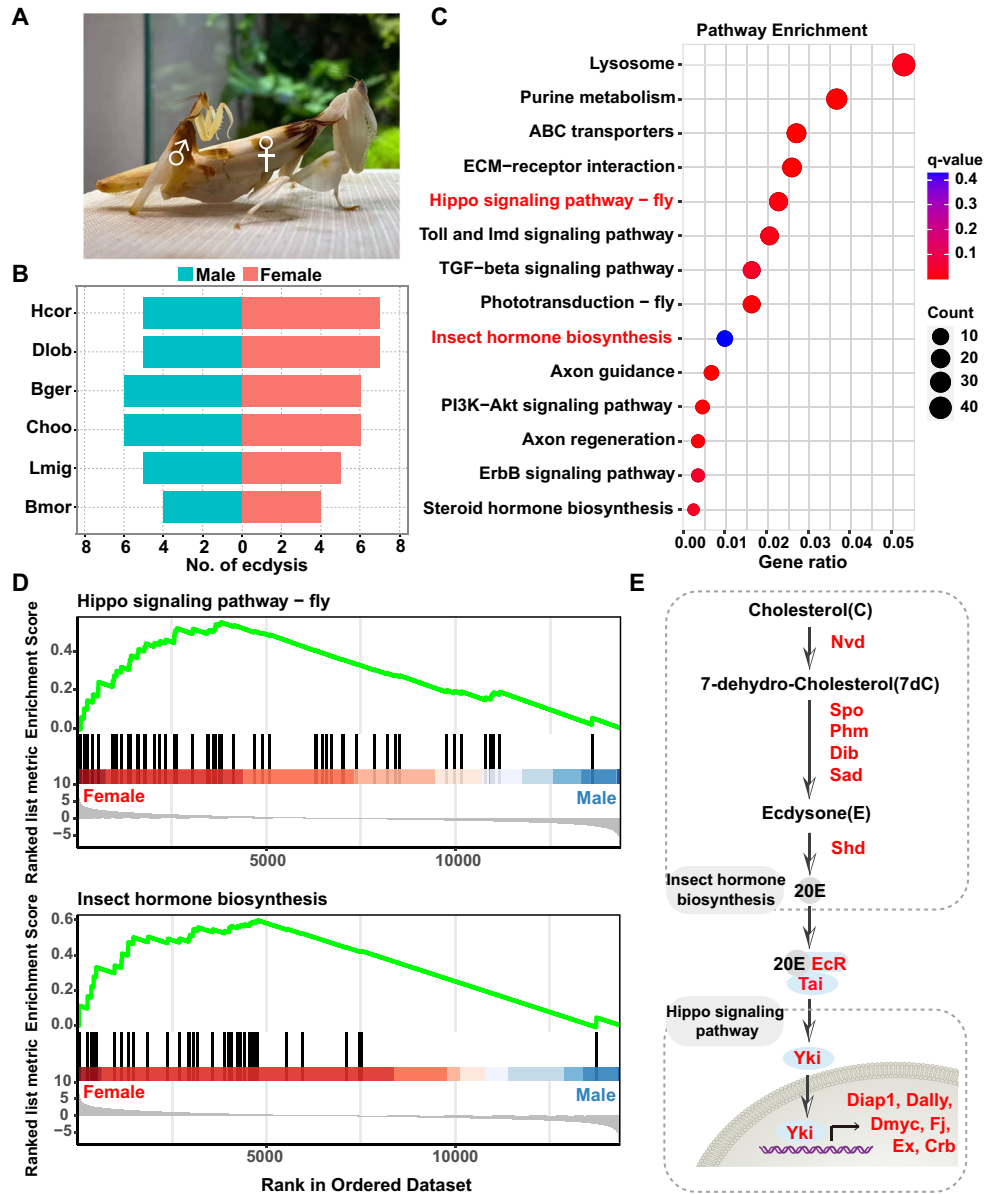 A
♂
♀
B
Male Female
Hcor
Dlob
Bger
Choo
Lmig
Bmor
8 6 4 2 0 2 4 6 8
No. of ecdysis
C
Pathway Enrichment
Lysosome
Purine metabolism
ABC transporters
ECM−receptor interaction
Hippo signaling pathway − fly
Toll and Imd signaling pathway
TGF−beta signaling pathway
Phototransduction − fly
Insect hormone biosynthesis
Axon guidance
PI3K−Akt signaling pathway
Axon regeneration
ErbB signaling pathway
Steroid hormone biosynthesis
0.00 0.01 0.02 0.03 0.04 0.05
Gene ratio
q-value
0.4
0.3
0.2
0.1
Count
10
20
30
40
D
Hippo signaling pathway − fly
Enrichment Score
0.4
0.2
0.0
Ranked list metric
10
5
0
−5
Female
Male
5000 10000
Insect hormone biosynthesis
Enrichment Score
0.6
0.4
0.2
0.0
Ranked list metric
10
5
0
−5
Female
Male
5000 10000
Rank in Ordered Dataset
E
Cholesterol(C)
Nvd
7-dehydro-Cholesterol(7dC)
Spo
Phm
Dib
Sad
Ecdysone(E)
Shd
Insect hormone
biosynthesis
20E
20E EcR
Tai
Hippo signaling
pathway
Yki
Yki
Diap1, Dally,
Dmyc, Fj,
Ex, Crb